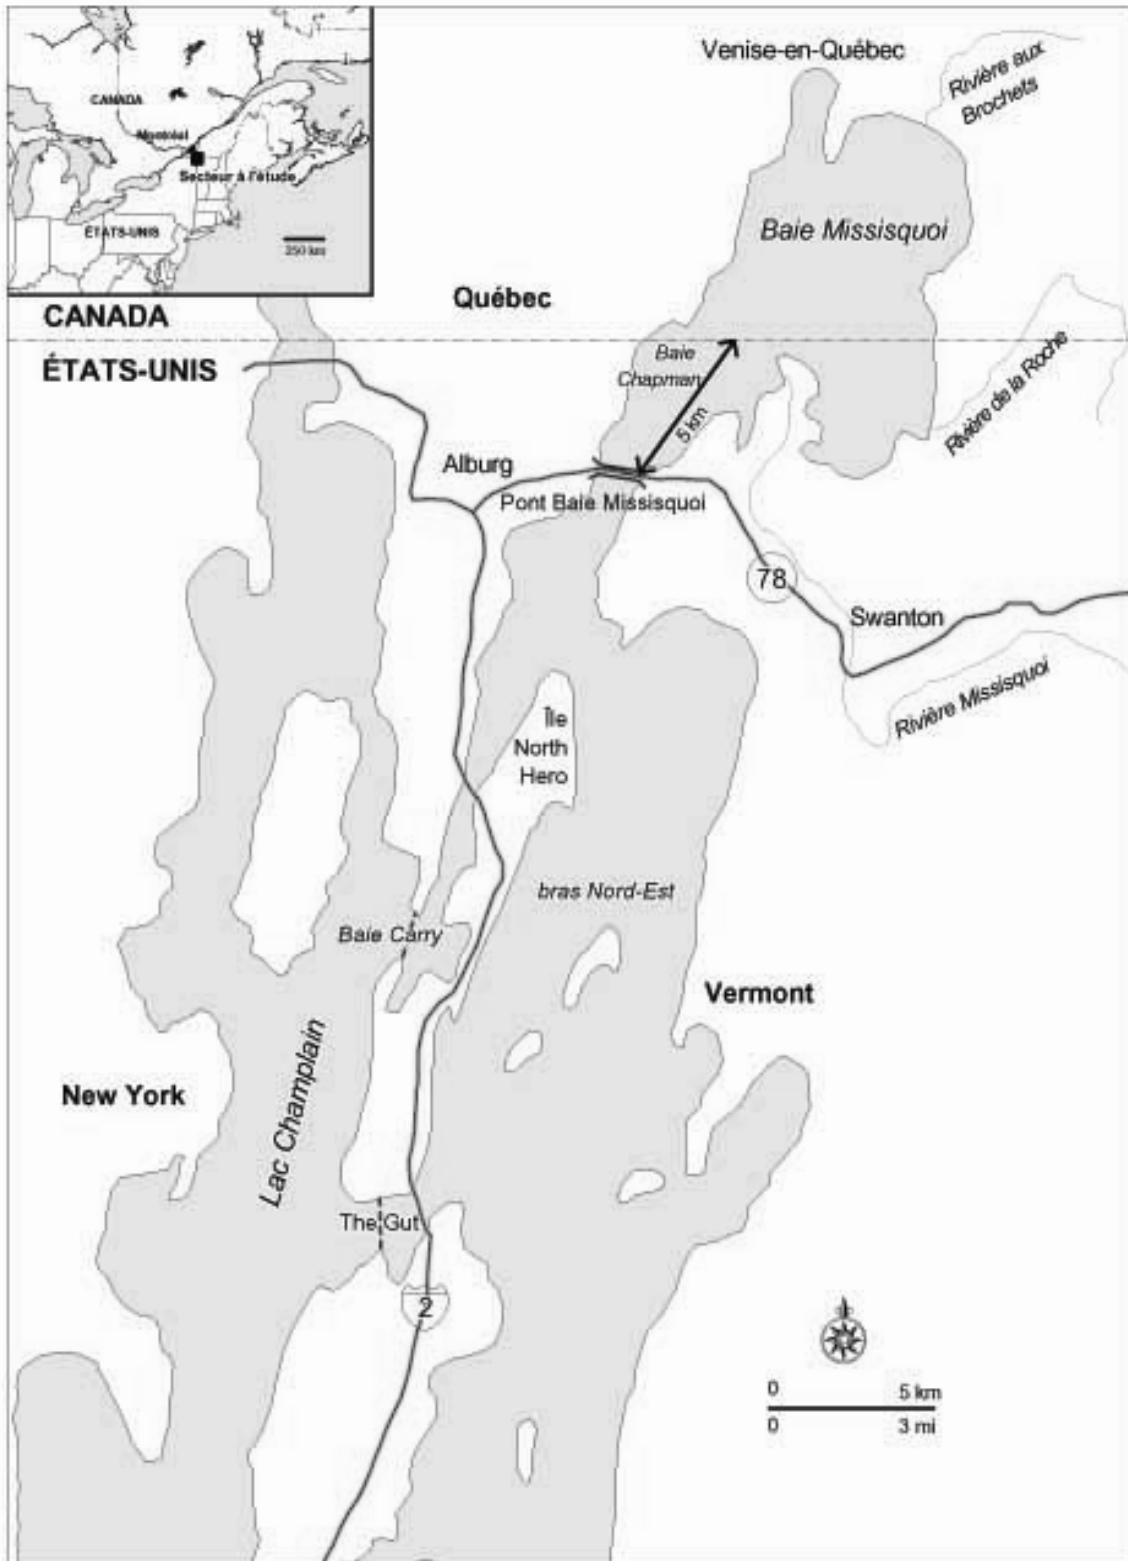 CANADA
Montréal
Secteur à l'étude
ÉTATS-UNIS
250 km
Venise-en-Québec
Rivière aux
Brochets
Baie Missisquoi
Québec
CANADA
ÉTATS-UNIS
Baie
Chapman
5 km
Rivière de la Roche
Alburg
Pont Baie Missisquoi
78
Swanton
Rivière Missisquoi
Île
North
Hero
bras Nord-Est
Baie Carry
Vermont
Lac Champlain
New York
The Gut
2
0 5 km
0 3 mi